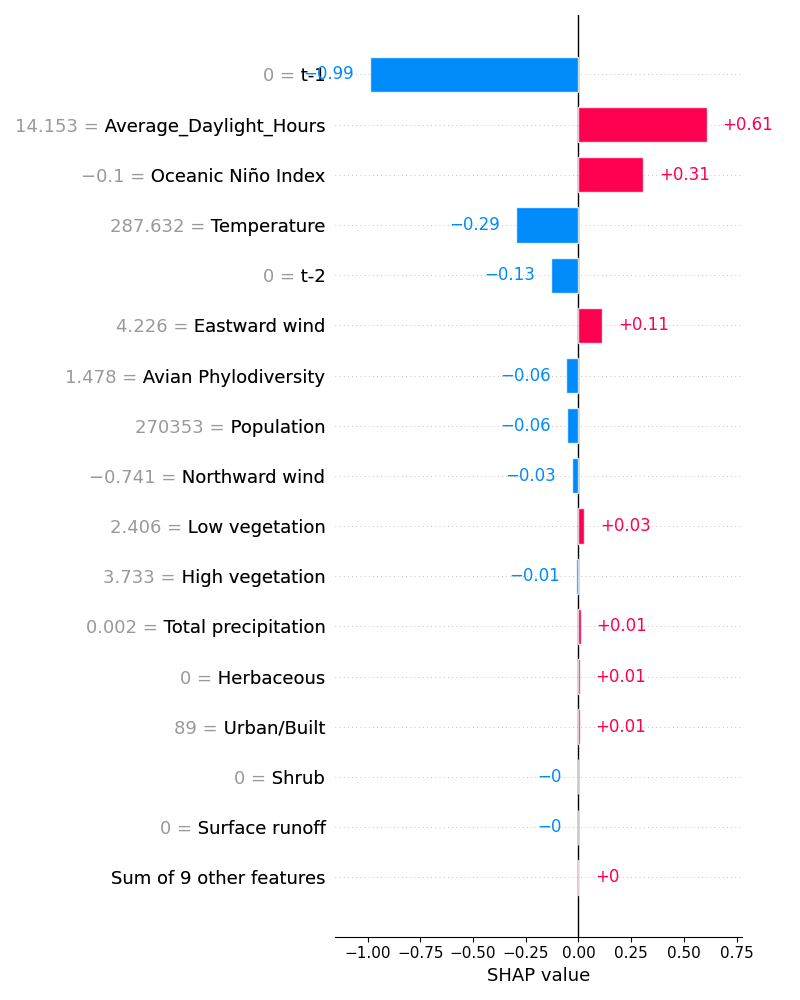 0 = t-1 −0.99
14.153 = Average_Daylight_Hours +0.61
−0.1 = Oceanic Niño Index +0.31
287.632 = Temperature −0.29
0 = t-2 −0.13
4.226 = Eastward wind +0.11
1.478 = Avian Phylodiversity −0.06
270353 = Population −0.06
−0.741 = Northward wind −0.03
2.406 = Low vegetation +0.03
3.733 = High vegetation −0.01
0.002 = Total precipitation +0.01
0 = Herbaceous +0.01
89 = Urban/Built +0.01
0 = Shrub −0
0 = Surface runoff −0
Sum of 9 other features +0
−1.00 −0.75 −0.50 −0.25 0.00 0.25 0.50 0.75
SHAP value